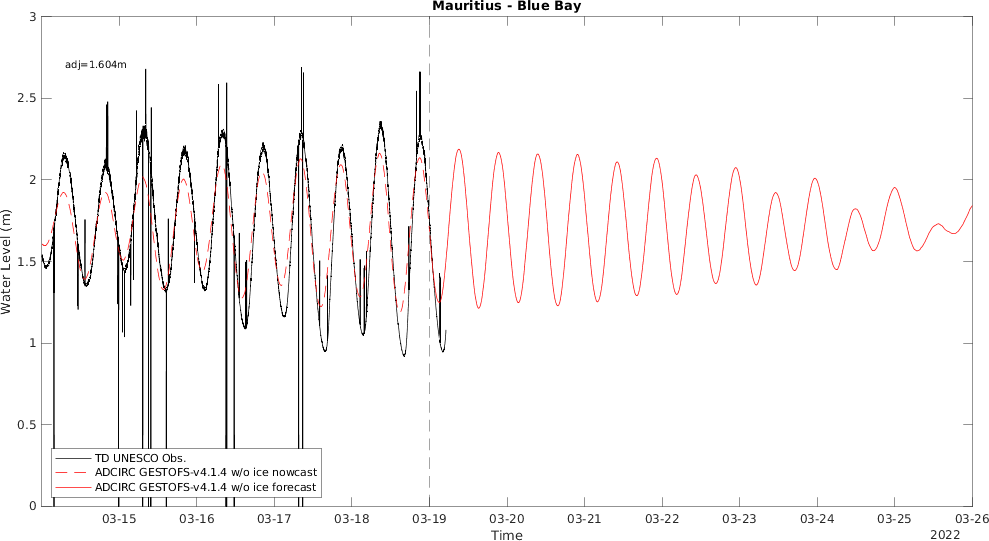 Mauritius - Blue Bay
adj=1.604m
3
2.5
2
1.5
1
0.5
0
Water Level (m)
TD UNESCO Obs.
ADCIRC GESTOFS-v4.1.4 w/o ice nowcast
ADCIRC GESTOFS-v4.1.4 w/o ice forecast
03-15 03-16 03-17 03-18 03-19 03-20 03-21 03-22 03-23 03-24 03-25 03-26
Time
2022